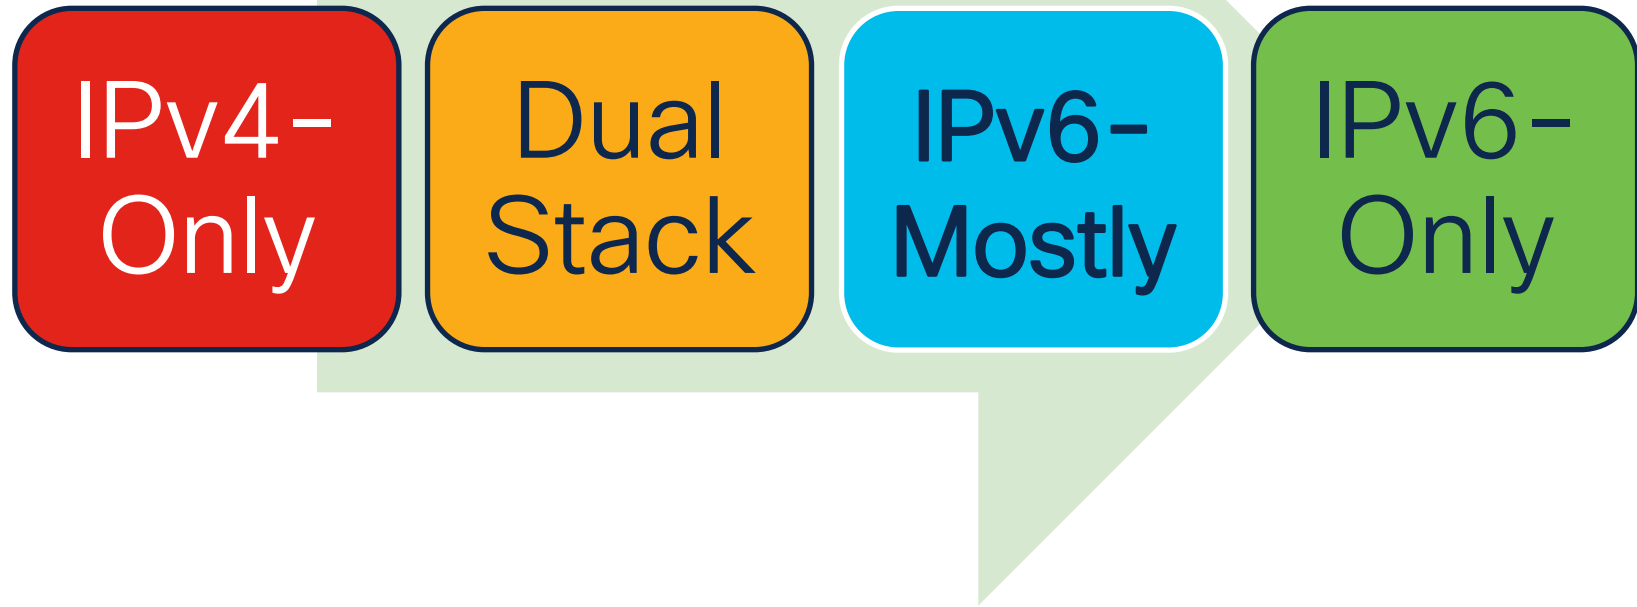 IPv4-
Only
Dual
Stack
IPv6-
Mostly
IPv6-
Only